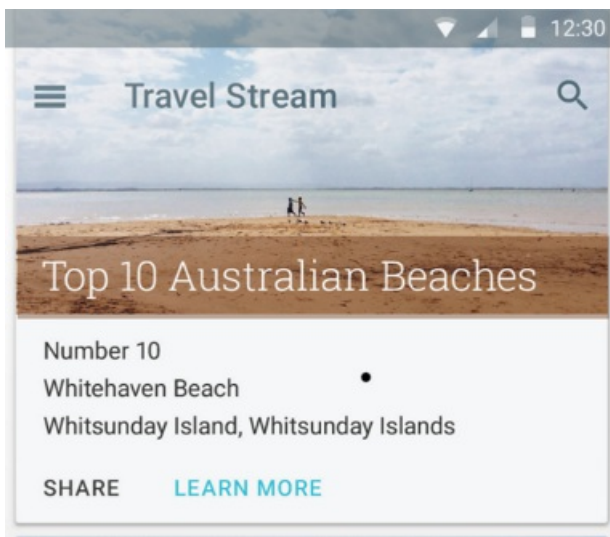 12:30
Travel Stream
Top 10 Australian Beaches
Number 10
Whitehaven Beach
Whitsunday Island, Whitsunday Islands
SHARE LEARN MORE